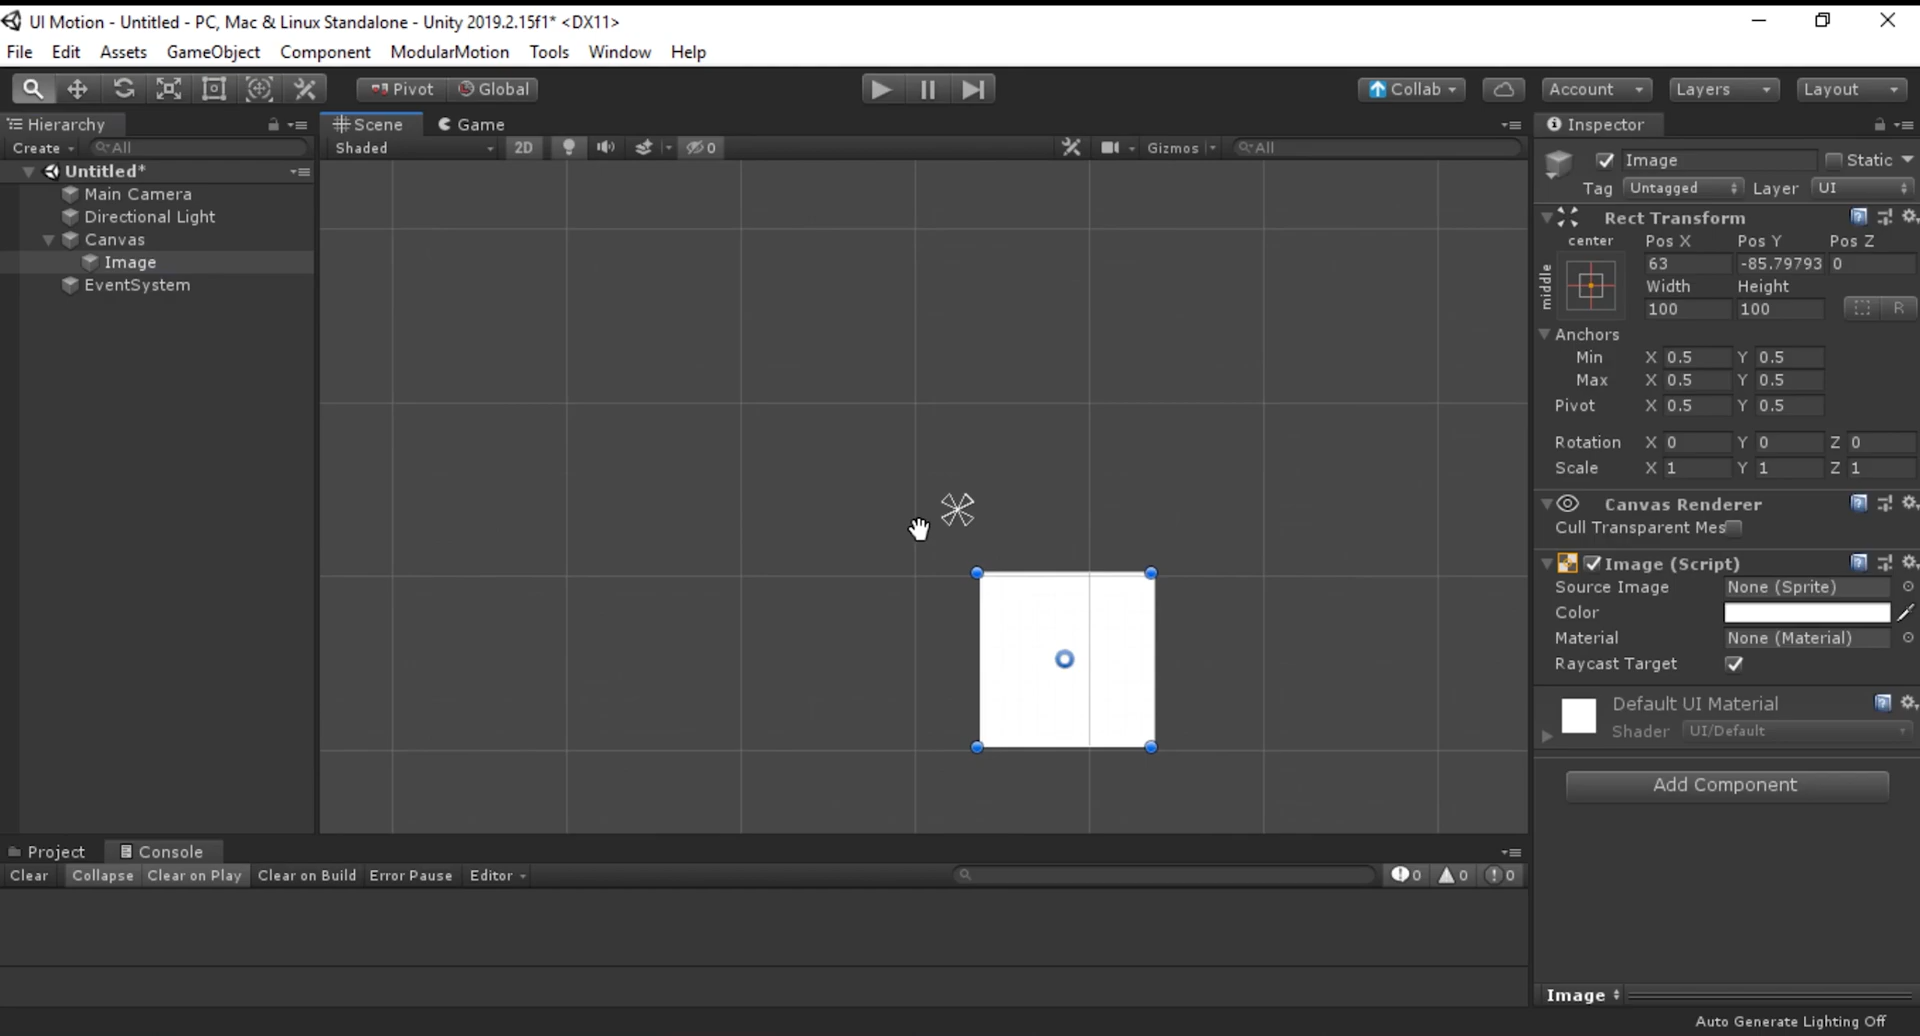 UI Motion - Untitled - PC, Mac & Linux Standalone - Unity 2019.2.15f1* <DX11>
File Edit Assets GameObject Component ModularMotion Tools Window Help
Pivot Global Collab Account Layers Layout
Hierarchy Scene Game Inspector
Create All Shaded 2D 0 Gizmos All
Untitled*
Main Camera
Directional Light
Canvas
Image
EventSystem
Image Static
Tag Untagged Layer UI
Rect Transform
center Pos X Pos Y Pos Z
middle 63 -85.79793 0
Width Height
100 100 R
Anchors
Min X 0.5 Y 0.5
Max X 0.5 Y 0.5
Pivot X 0.5 Y 0.5
Rotation X 0 Y 0 Z 0
Scale X 1 Y 1 Z 1
Canvas Renderer
Cull Transparent Mes
Image (Script)
Source Image None (Sprite)
Color
Material None (Material)
Raycast Target
Default UI Material
Shader UI/Default
Add Component
Project Console
Clear Collapse Clear on Play Clear on Build Error Pause Editor 0 0 0
Image
Auto Generate Lighting Off